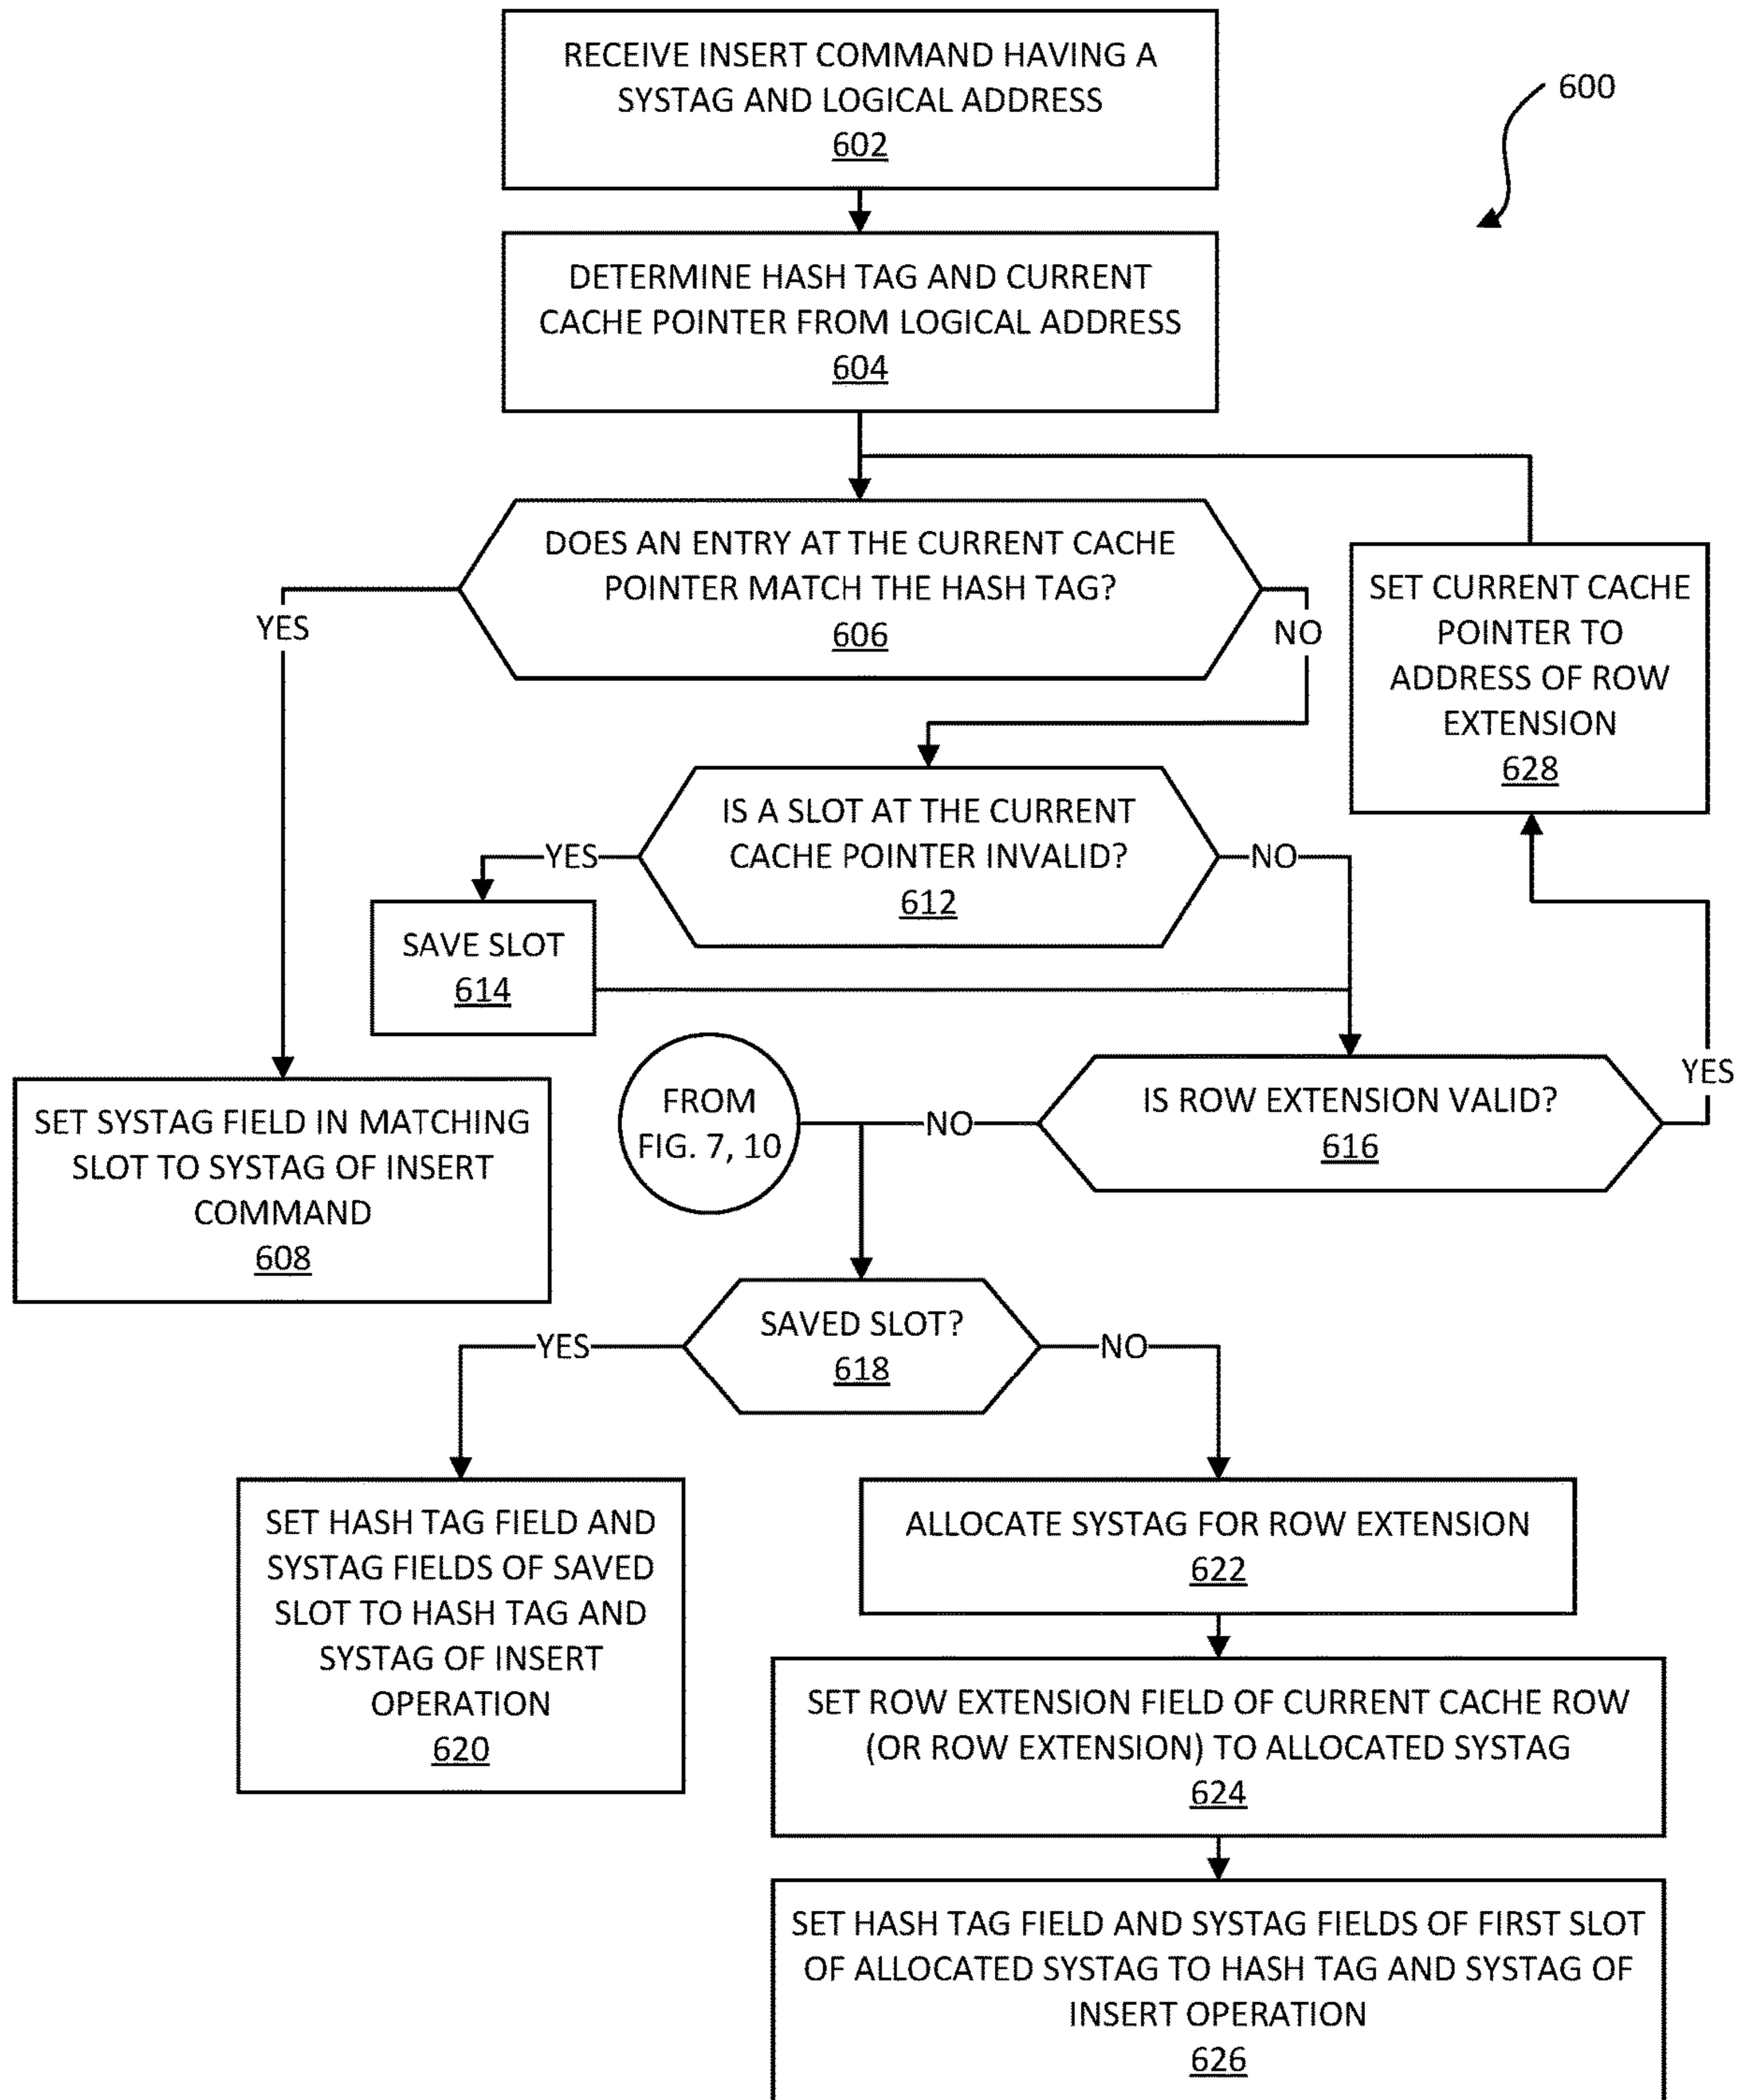 RECEIVE INSERT COMMAND HAVING A
SYSTAG AND LOGICAL ADDRESS
602
600
DETERMINE HASH TAG AND CURRENT
CACHE POINTER FROM LOGICAL ADDRESS
604
DOES AN ENTRY AT THE CURRENT CACHE
POINTER MATCH THE HASH TAG?
606
YES
NO
SET CURRENT CACHE
POINTER TO
ADDRESS OF ROW
EXTENSION
628
IS A SLOT AT THE CURRENT
CACHE POINTER INVALID?
612
YES
NO
SAVE SLOT
614
FROM
FIG. 7, 10
NO
IS ROW EXTENSION VALID?
616
YES
SET SYSTAG FIELD IN MATCHING
SLOT TO SYSTAG OF INSERT
COMMAND
608
SAVED SLOT?
618
YES
NO
SET HASH TAG FIELD AND
SYSTAG FIELDS OF SAVED
SLOT TO HASH TAG AND
SYSTAG OF INSERT
OPERATION
620
ALLOCATE SYSTAG FOR ROW EXTENSION
622
SET ROW EXTENSION FIELD OF CURRENT CACHE ROW
(OR ROW EXTENSION) TO ALLOCATED SYSTAG
624
SET HASH TAG FIELD AND SYSTAG FIELDS OF FIRST SLOT
OF ALLOCATED SYSTAG TO HASH TAG AND SYSTAG OF
INSERT OPERATION
626